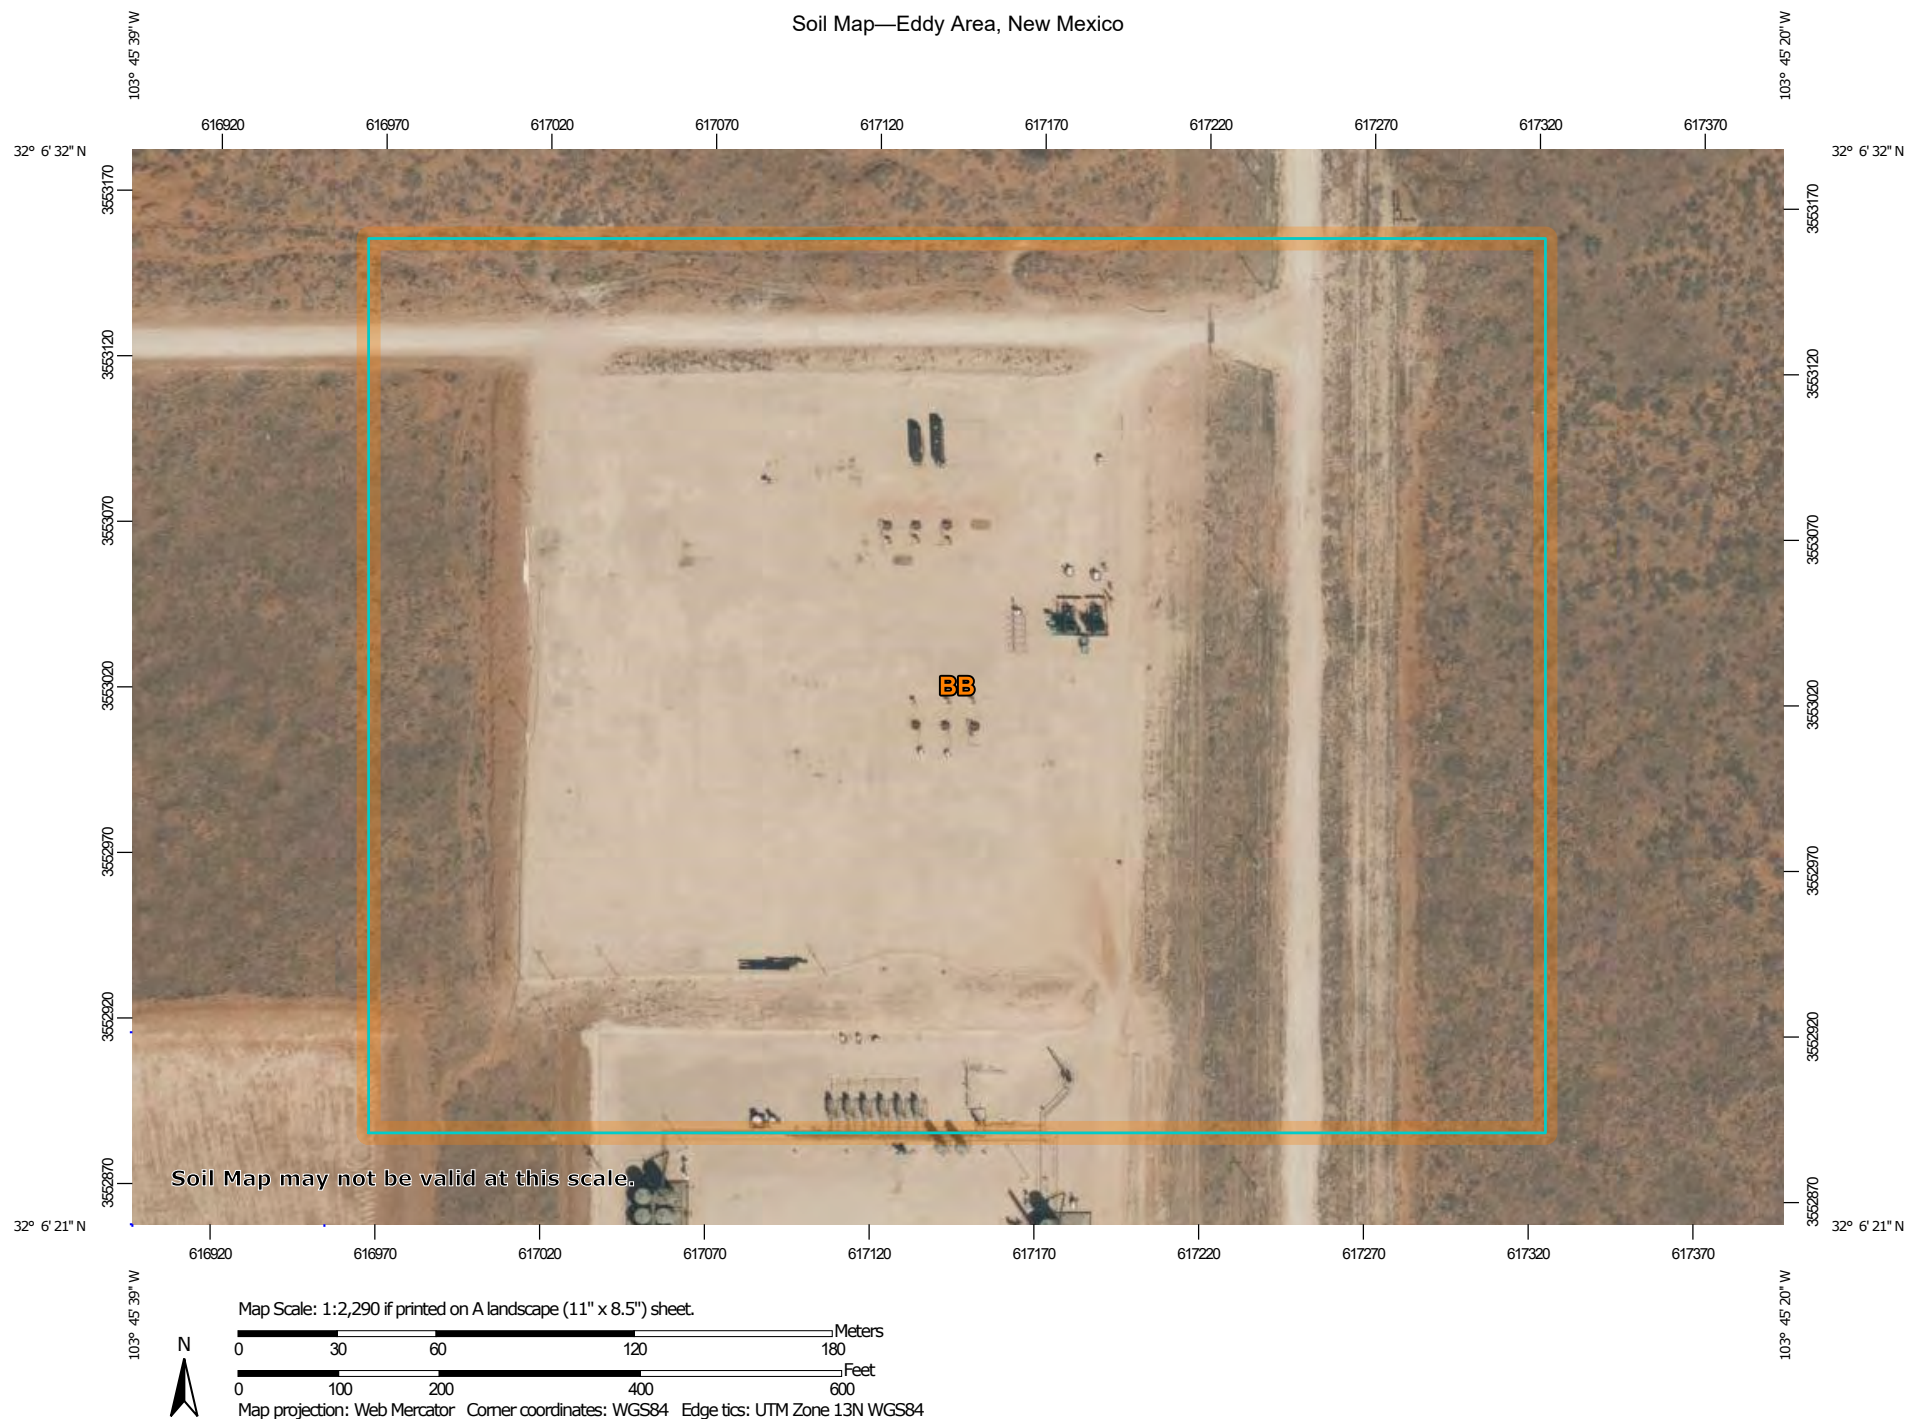 Soil Map—Eddy Area, New Mexico
103° 45' 39'' W
103° 45' 20'' W
616920 616970 617020 617070 617120 617170 617220 617270 617320 617370
32° 6' 32'' N
32° 6' 32'' N
3553170
3553170
3553120
3553120
3553070
3553070
3553020
3553020
BB
3552970
3552970
3552920
3552920
3552870
3552870
Soil Map may not be valid at this scale.
32° 6' 21'' N
32° 6' 21'' N
616920 616970 617020 617070 617120 617170 617220 617270 617320 617370
103° 45' 39'' W
103° 45' 20'' W
Map Scale: 1:2,290 if printed on A landscape (11" x 8.5") sheet.
Meters
N
0 30 60 120 180
Feet
0 100 200 400 600
Map projection: Web Mercator Corner coordinates: WGS84 Edge tics: UTM Zone 13N WGS84